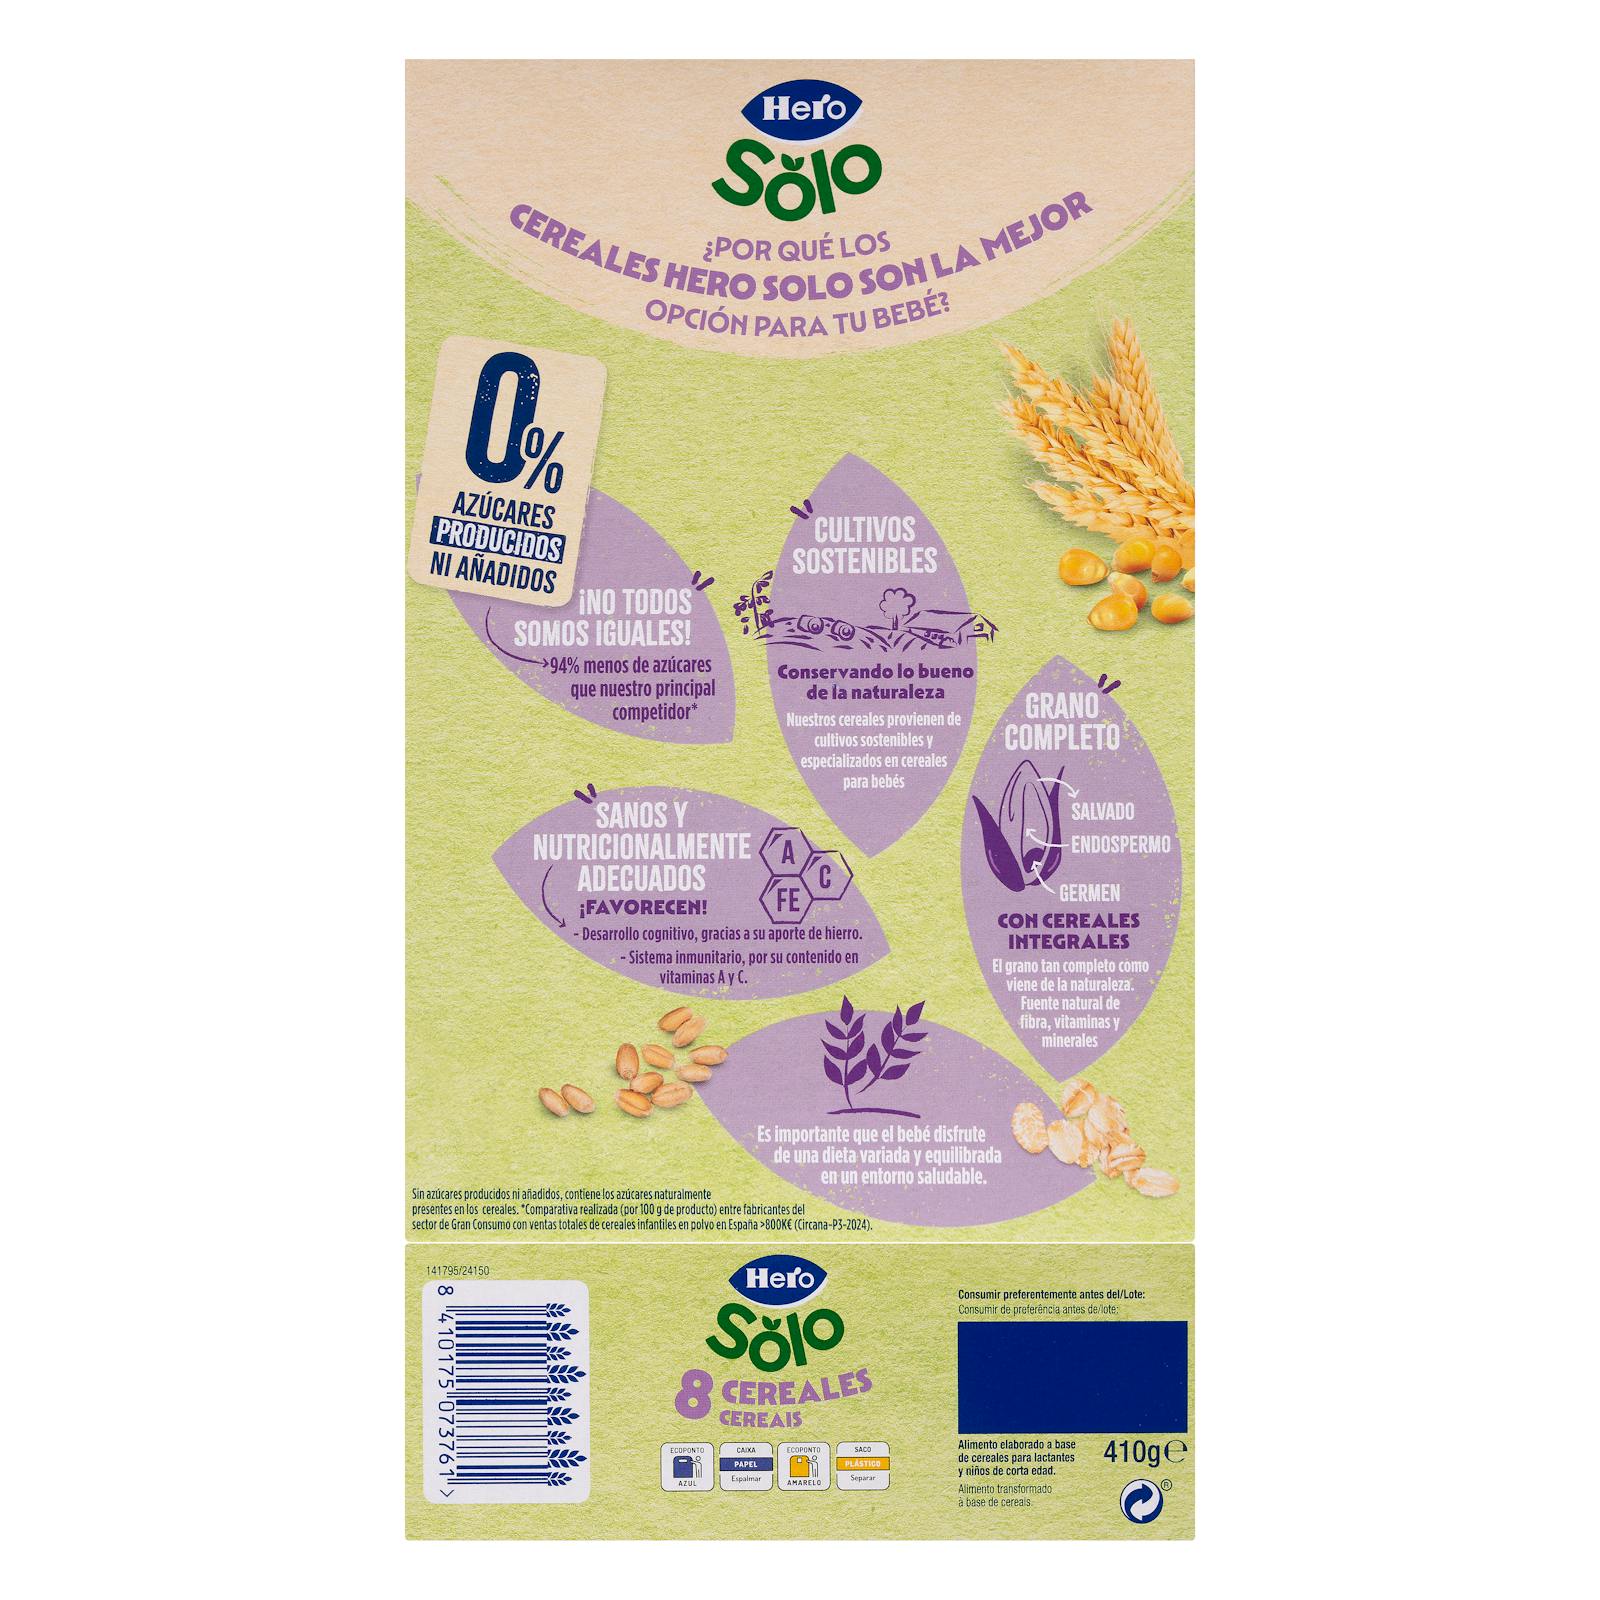 Hero
Solo
¿POR QUÉ LOS
CEREALES HERO SOLO SON LA MEJOR
OPCIÓN PARA TU BEBÉ?
0%
AZÚCARES
PRODUCIDOS
NI AÑADIDOS
¡NO TODOS
SOMOS IGUALES!
94% menos de azúcares
que nuestro principal
competidor*
CULTIVOS
SOSTENIBLES
Conservando lo bueno
de la naturaleza
Nuestros cereales provienen de
cultivos sostenibles y
especializados en cereales
para bebés
GRANO
COMPLETO
SALVADO
ENDOSPERMO
GERMEN
CON CEREALES
INTEGRALES
El grano tan completo como
viene de la naturaleza.
Fuente natural de
fibra, vitaminas y
minerales
SANOS Y
NUTRICIONALMENTE
ADECUADOS
A
C
FE
¡FAVORECEN!
- Desarrollo cognitivo, gracias a su aporte de hierro.
- Sistema inmunitario, por su contenido en
vitaminas A y C.
Es importante que el bebé disfrute
de una dieta variada y equilibrada
en un entorno saludable.
Sin azúcares producidos ni añadidos, contiene los azúcares naturalmente
presentes en los cereales. *Comparativa realizada (por 100 g de producto) entre fabricantes del
sector de Gran Consumo con ventas totales de cereales infantiles en polvo en España >800K€ (Circana-P3-2024).
141795/24150
8 410175 073761 >
Hero
Solo
8 CEREALES
CEREAIS
ECOPONTO
AZUL
CAIXA
PAPEL
Espalmar
ECOPONTO
AMARELO
SACO
PLÁSTICO
Separar
Consumir preferentemente antes del/Lote:
Consumir de preferência antes de/lote:
Alimento elaborado a base
de cereales para lactantes
y niños de corta edad.
Alimento transformado
à base de cereais.
410g ℮
®